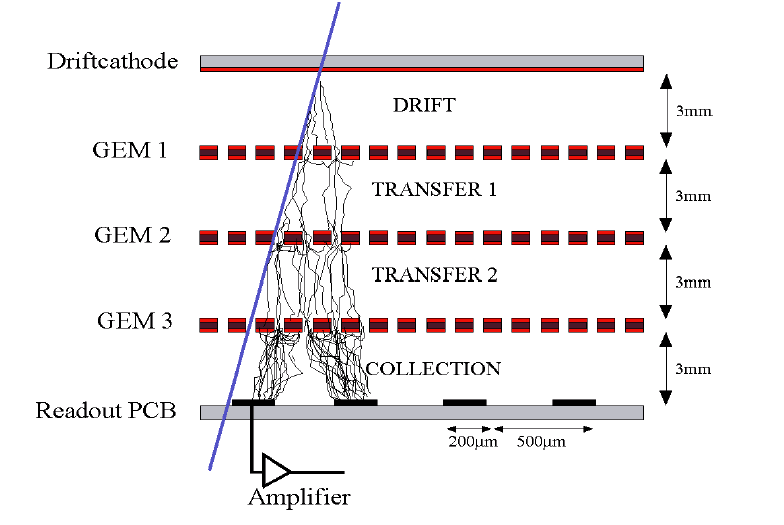 Driftcathode
DRIFT
3mm
GEM 1
TRANSFER 1
3mm
GEM 2
TRANSFER 2
3mm
GEM 3
COLLECTION
3mm
Readout PCB
200µm
500µm
Amplifier